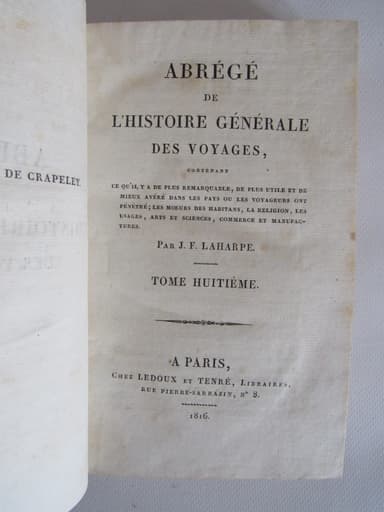 DE CRAPELET.
ABRÉGÉ
DE
L'HISTOIRE GÉNÉRALE
DES VOYAGES,
CONTENANT
CE QU'IL Y A DE PLUS REMARQUABLE, DE PLUS UTILE ET DE
MIEUX AVÉRÉ DANS LES PAYS OU LES VOYAGEURS ONT
PÉNÉTRÉ; LES MOEURS DES HABITANS, LA RELIGION, LES
USAGES, ARTS ET SCIENCES, COMMERCE ET MANUFAC-
TURES.
PAR J. F. LAHARPE.
TOME HUITIÉME.
A PARIS,
CHEZ LEDOUX ET TENRÉ, LIBRAIRES,
RUE PIERRE-SARRAZIN, N° 8.
1816.